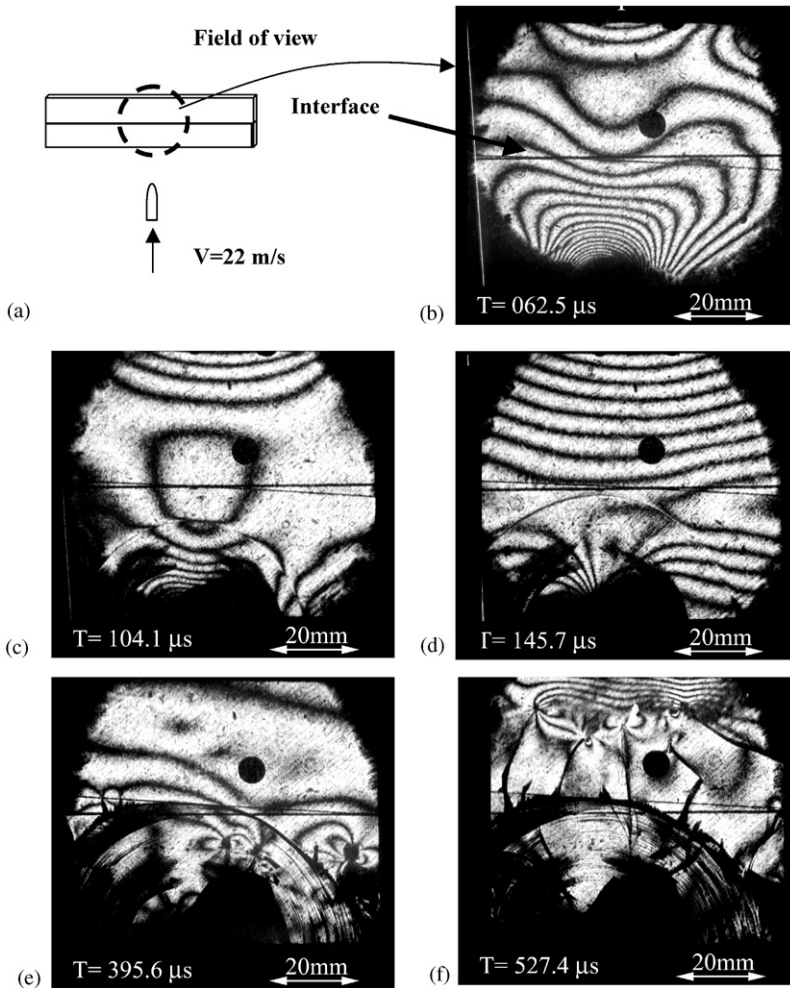 Field of view
Interface
V=22 m/s
(a)
T= 062.5 µs
20mm
(b)
T= 104.1 µs
20mm
(c)
Γ= 145.7 µs
20mm
(d)
T= 395.6 µs
20mm
(e)
T= 527.4 µs
20mm
(f)